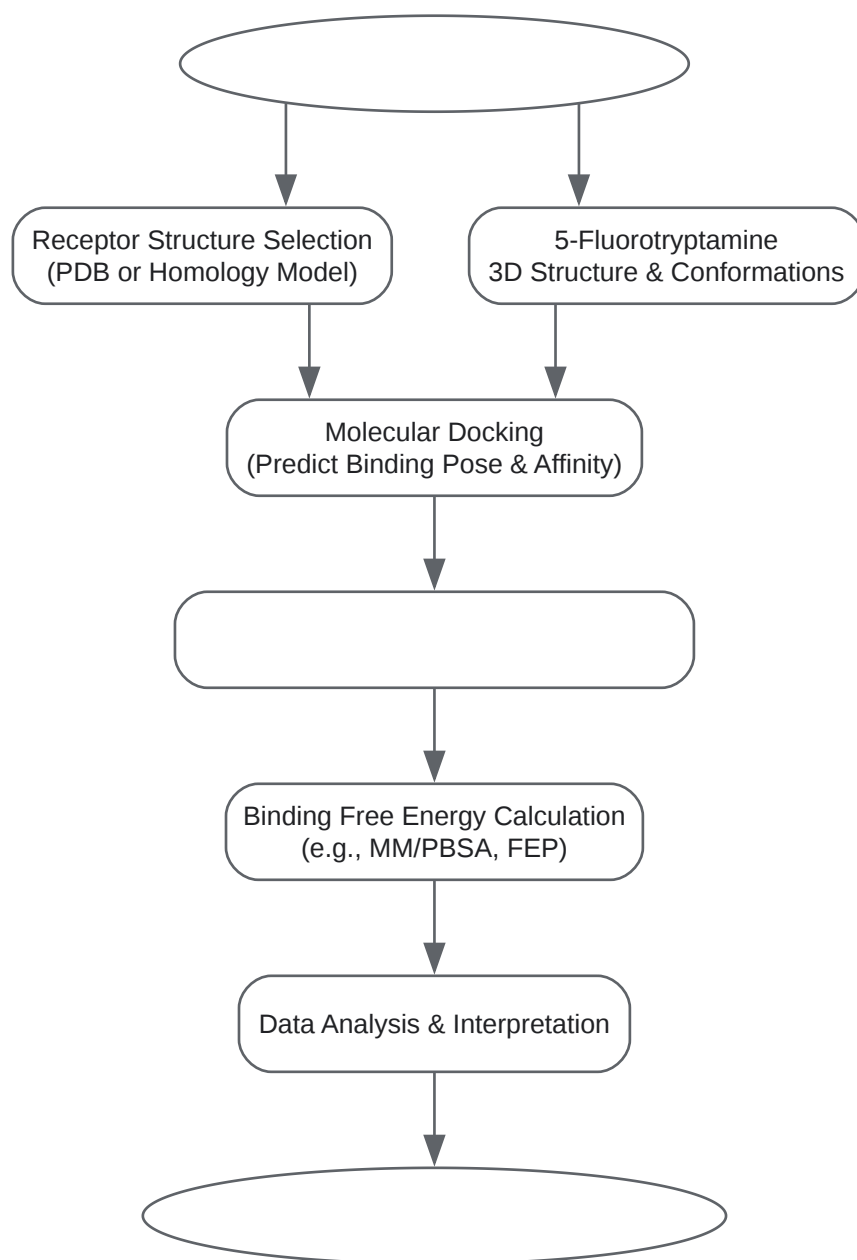 Receptor Structure Selection
(PDB or Homology Model)
5-Fluorotryptamine
3D Structure & Conformations
Molecular Docking
(Predict Binding Pose & Affinity)
Binding Free Energy Calculation
(e.g., MM/PBSA, FEP)
Data Analysis & Interpretation